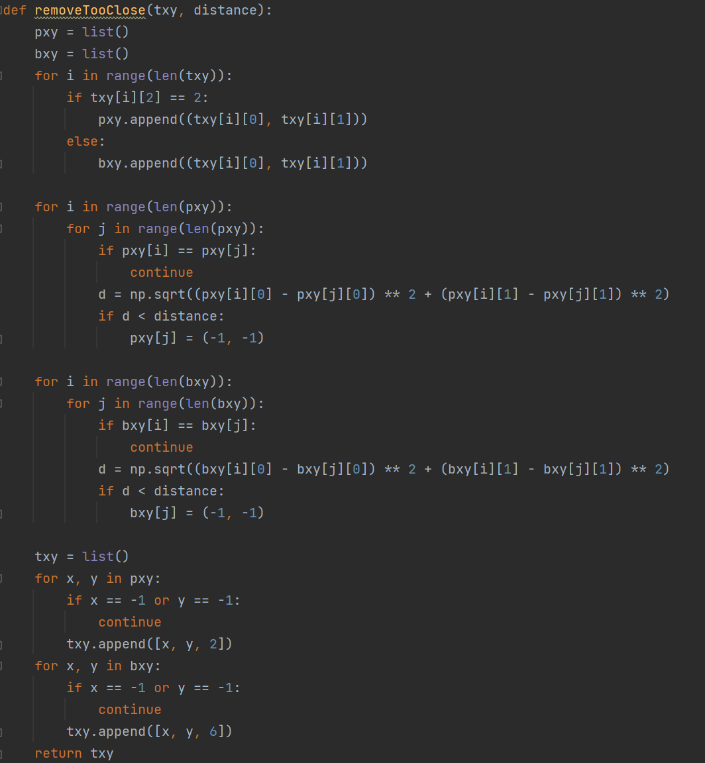 def removeTooClose(txy, distance):
    pxy = list()
    bxy = list()
    for i in range(len(txy)):
        if txy[i][2] == 2:
            pxy.append((txy[i][0], txy[i][1]))
        else:
            bxy.append((txy[i][0], txy[i][1]))

    for i in range(len(pxy)):
        for j in range(len(pxy)):
            if pxy[i] == pxy[j]:
                continue
            d = np.sqrt((pxy[i][0] - pxy[j][0]) ** 2 + (pxy[i][1] - pxy[j][1]) ** 2)
            if d < distance:
                pxy[j] = (-1, -1)

    for i in range(len(bxy)):
        for j in range(len(bxy)):
            if bxy[i] == bxy[j]:
                continue
            d = np.sqrt((bxy[i][0] - bxy[j][0]) ** 2 + (bxy[i][1] - bxy[j][1]) ** 2)
            if d < distance:
                bxy[j] = (-1, -1)

    txy = list()
    for x, y in pxy:
        if x == -1 or y == -1:
            continue
        txy.append([x, y, 2])
    for x, y in bxy:
        if x == -1 or y == -1:
            continue
        txy.append([x, y, 6])
    return txy